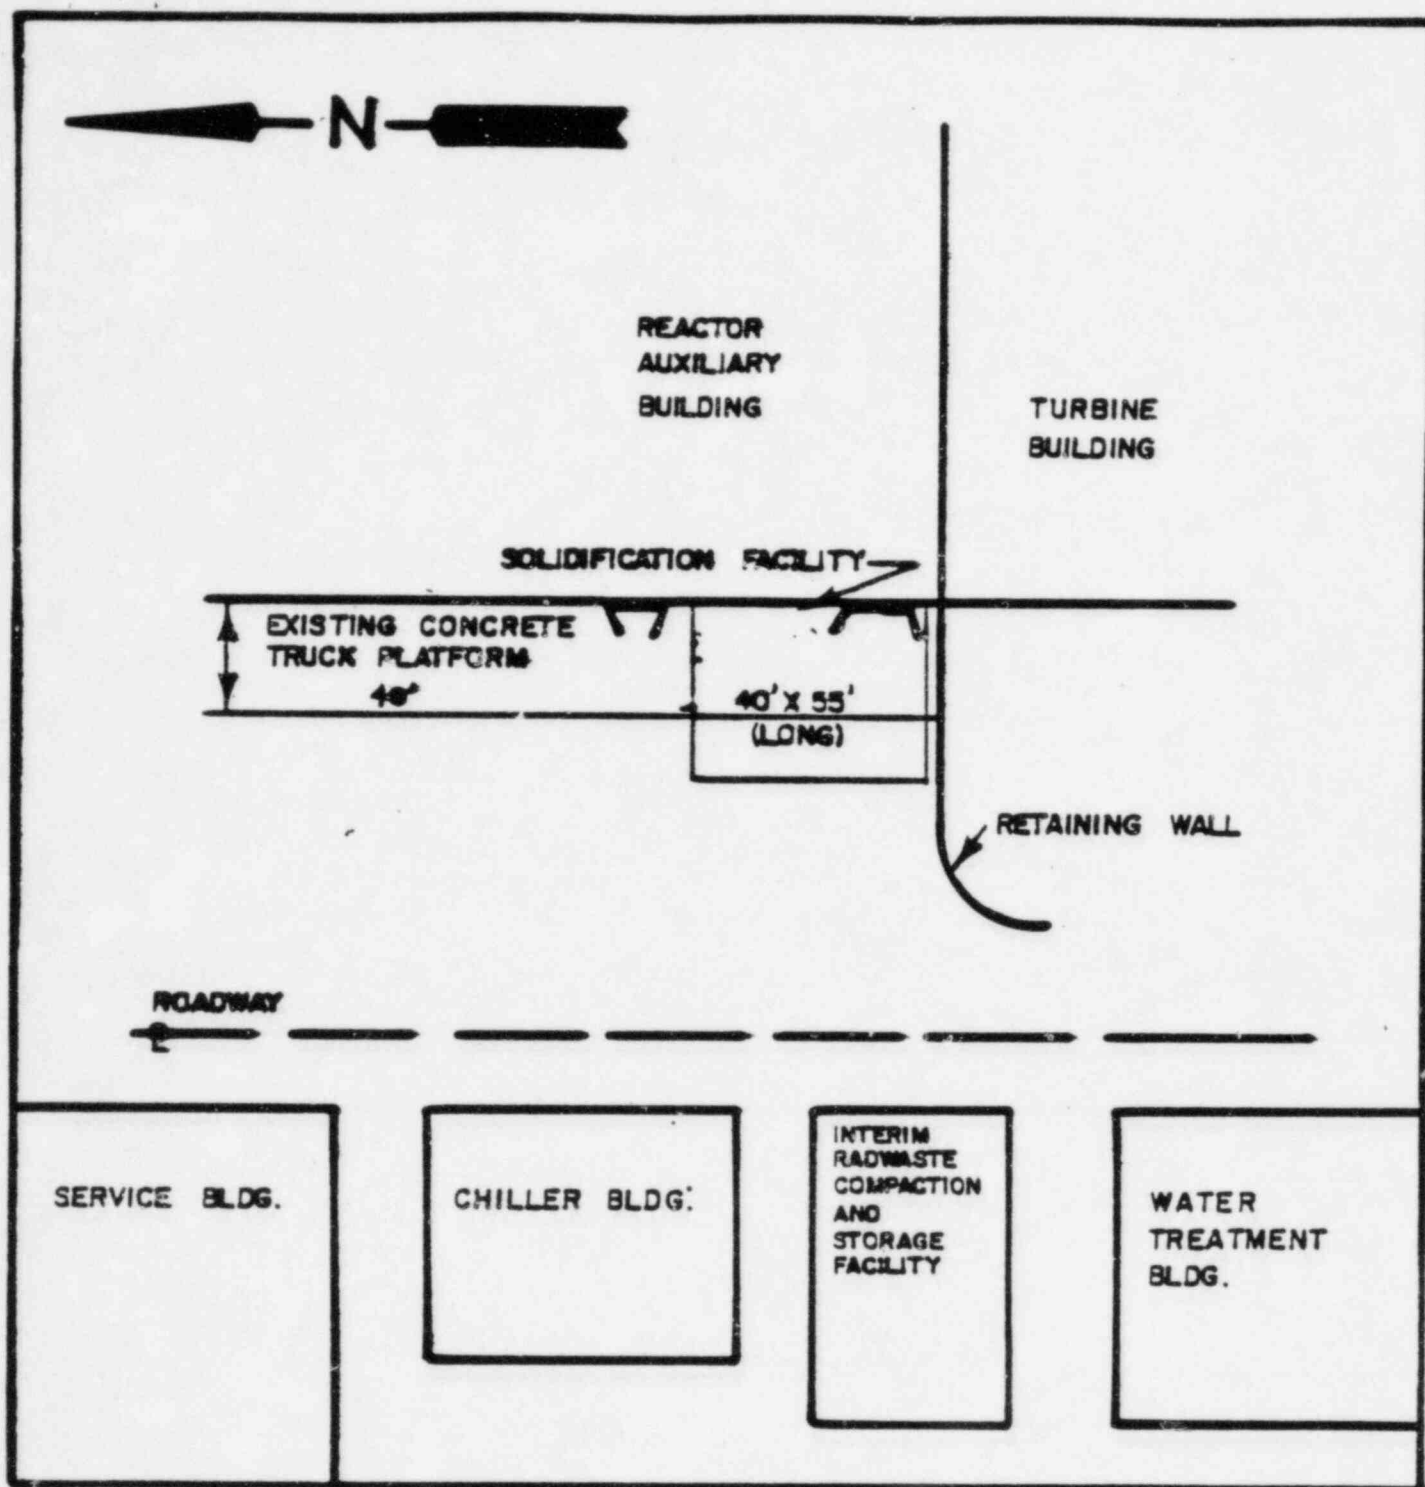 N
REACTOR
AUXILIARY
BUILDING
TURBINE
BUILDING
SOLIDIFICATION FACILITY
EXISTING CONCRETE
TRUCK PLATFORM
40' X 55'
(LONG)
RETAINING WALL
ROADWAY
SERVICE BLDG.
CHILLER BLDG.
INTERIM
RADWASTE
COMPACTION
AND
STORAGE
FACILITY
WATER
TREATMENT
BLDG.